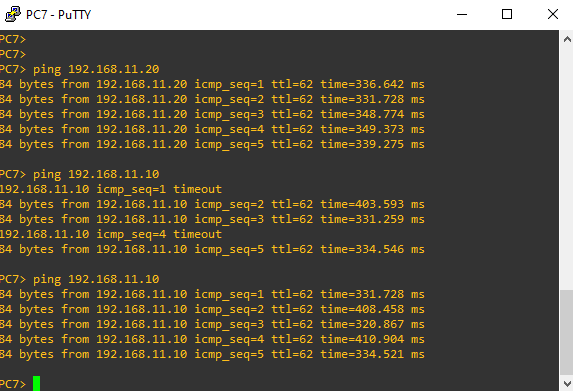 PC7 - PuTTY
PC7>
PC7>
PC7> ping 192.168.11.20
84 bytes from 192.168.11.20 icmp_seq=1 ttl=62 time=336.642 ms
84 bytes from 192.168.11.20 icmp_seq=2 ttl=62 time=331.728 ms
84 bytes from 192.168.11.20 icmp_seq=3 ttl=62 time=348.774 ms
84 bytes from 192.168.11.20 icmp_seq=4 ttl=62 time=349.373 ms
84 bytes from 192.168.11.20 icmp_seq=5 ttl=62 time=339.275 ms
PC7> ping 192.168.11.10
192.168.11.10 icmp_seq=1 timeout
84 bytes from 192.168.11.10 icmp_seq=2 ttl=62 time=403.593 ms
84 bytes from 192.168.11.10 icmp_seq=3 ttl=62 time=331.259 ms
192.168.11.10 icmp_seq=4 timeout
84 bytes from 192.168.11.10 icmp_seq=5 ttl=62 time=334.546 ms
PC7> ping 192.168.11.10
84 bytes from 192.168.11.10 icmp_seq=1 ttl=62 time=331.728 ms
84 bytes from 192.168.11.10 icmp_seq=2 ttl=62 time=408.458 ms
84 bytes from 192.168.11.10 icmp_seq=3 ttl=62 time=320.867 ms
84 bytes from 192.168.11.10 icmp_seq=4 ttl=62 time=410.904 ms
84 bytes from 192.168.11.10 icmp_seq=5 ttl=62 time=334.521 ms
PC7>